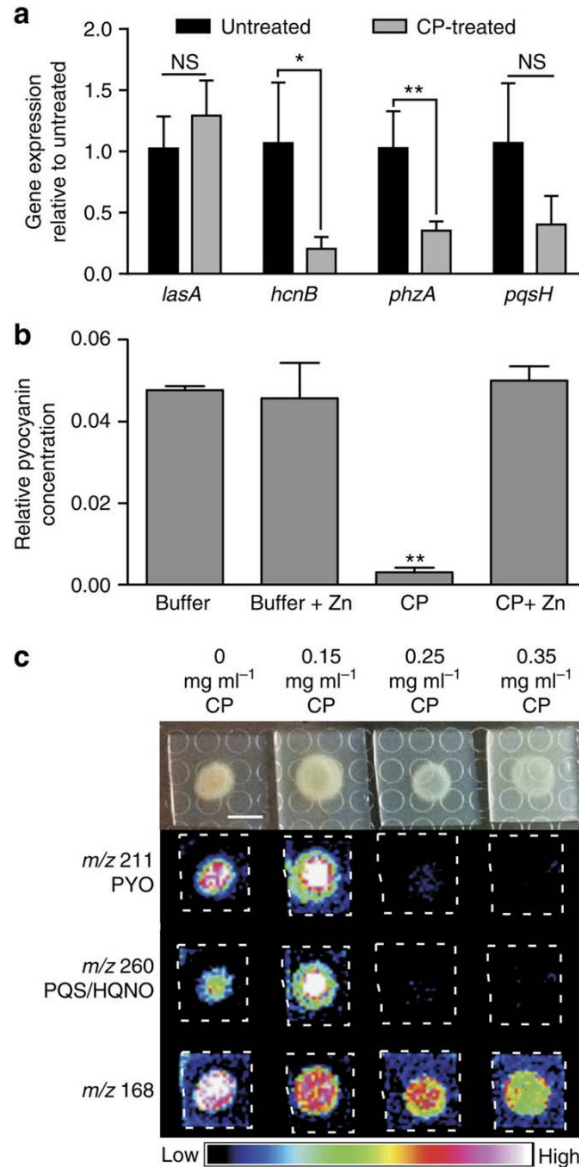 a
Untreated
CP-treated
Gene expression
relative to untreated
2.0
1.5
1.0
0.5
0.0
NS
*
**
NS
lasA
hcnB
phzA
pqsH
b
Relative pyocyanin
concentration
0.06
0.04
0.02
0.00
**
Buffer
Buffer + Zn
CP
CP+ Zn
c
0
mg ml⁻¹
CP
0.15
mg ml⁻¹
CP
0.25
mg ml⁻¹
CP
0.35
mg ml⁻¹
CP
m/z 211
PYO
m/z 260
PQS/HQNO
m/z 168
Low
High